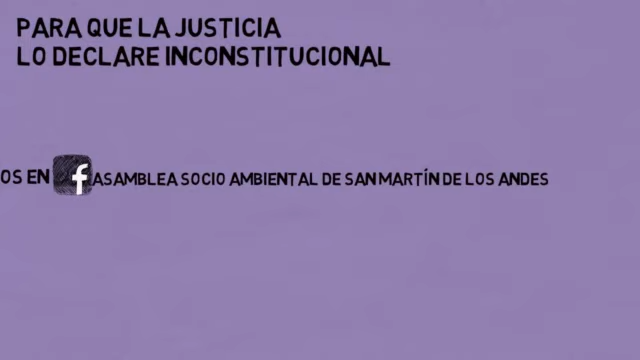 PARA QUE LA JUSTICIA
LO DECLARE INCONSTITUCIONAL
OS EN f ASAMBLEA SOCIO AMBIENTAL DE SAN MARTÍN DE LOS ANDES